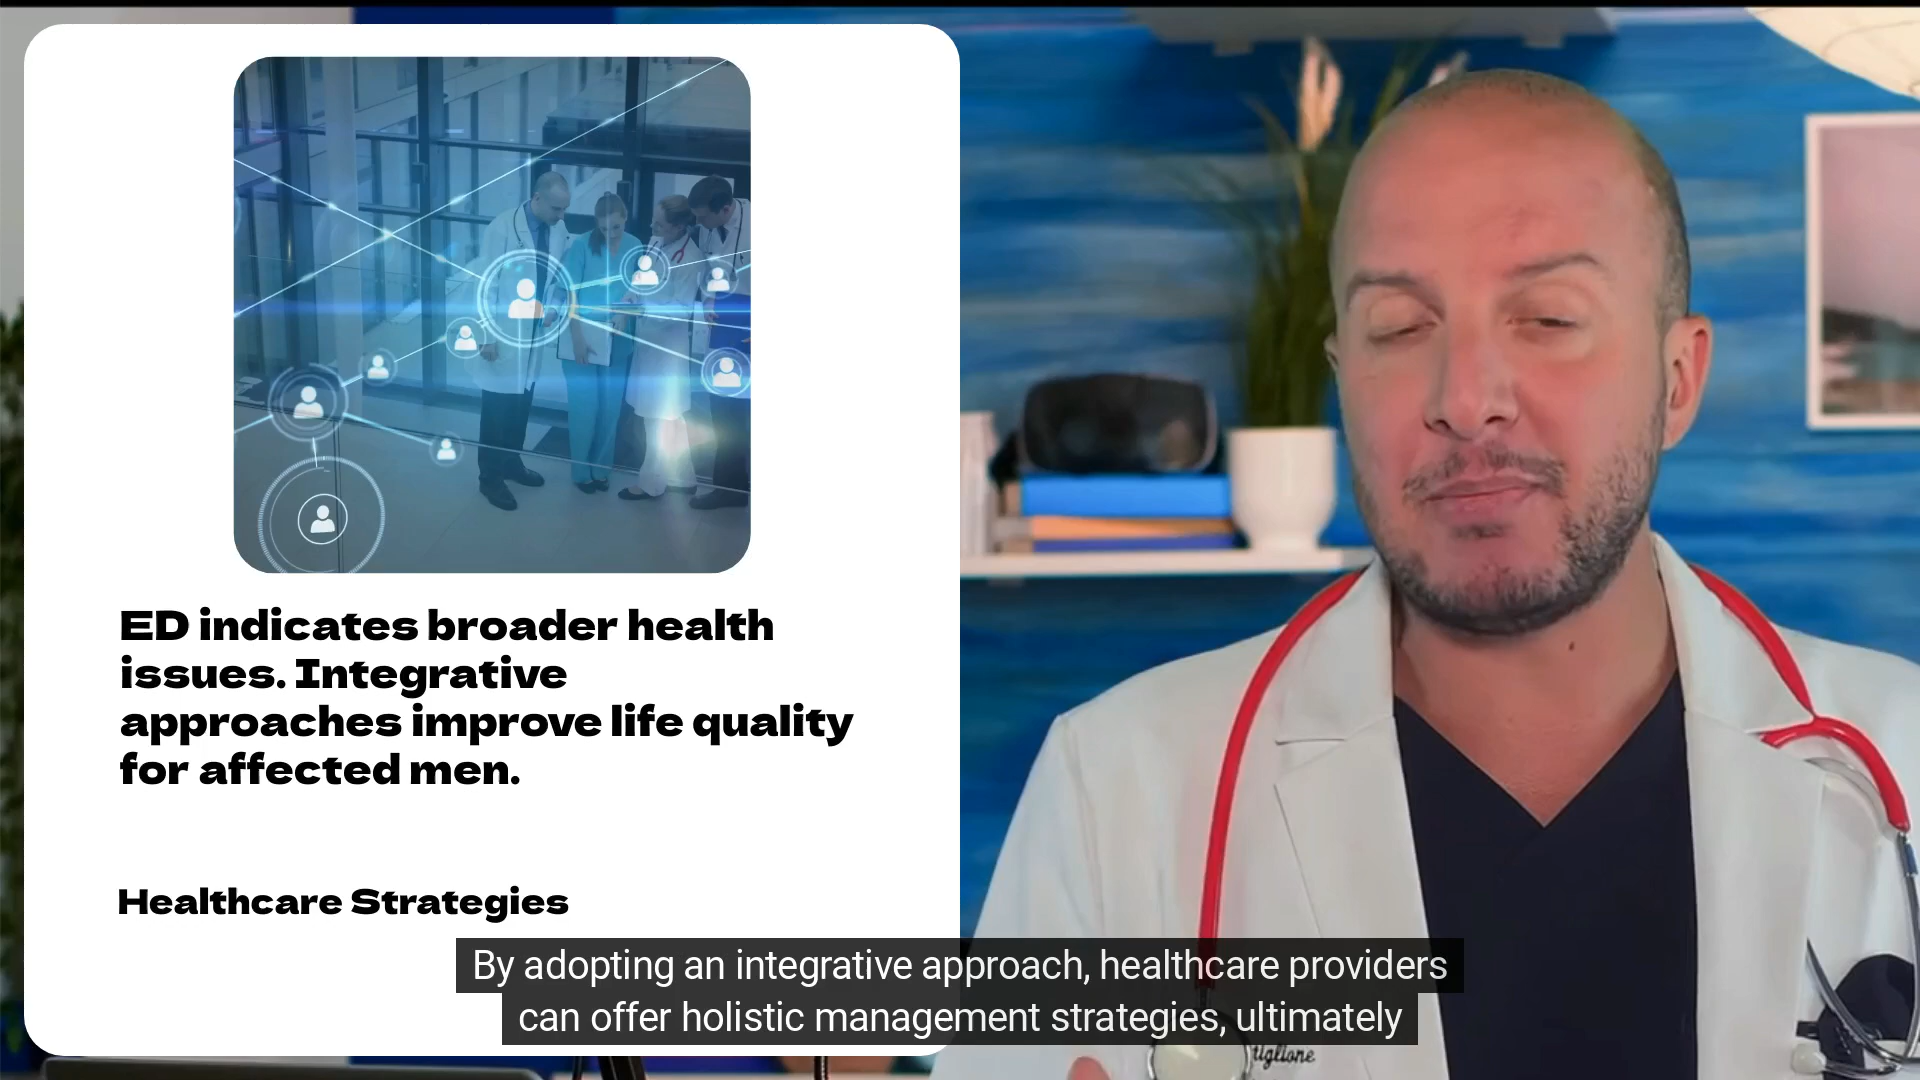 ED indicates broader health
issues. Integrative
approaches improve life quality
for affected men.
Healthcare Strategies
By adopting an integrative approach, healthcare providers
can offer holistic management strategies, ultimately
tiglione